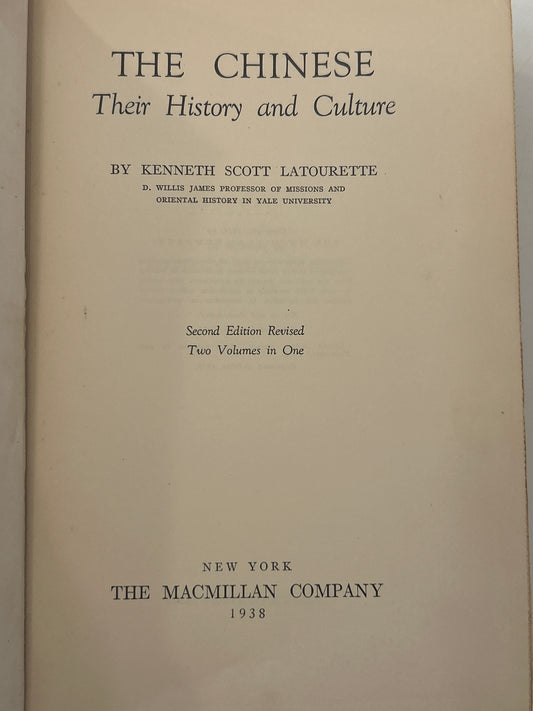 THE CHINESE
Their History and Culture
BY KENNETH SCOTT LATOURETTE
D. WILLIS JAMES PROFESSOR OF MISSIONS AND
ORIENTAL HISTORY IN YALE UNIVERSITY
Second Edition Revised
Two Volumes in One
NEW YORK
THE MACMILLAN COMPANY
1938